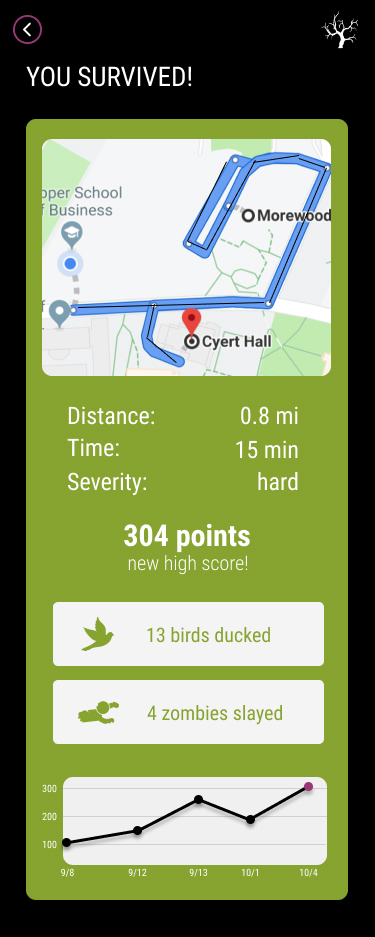 YOU SURVIVED!
pper School
f Business
Morewood
f
Cyert Hall
Distance: 0.8 mi
Time: 15 min
Severity: hard
304 points
new high score!
13 birds ducked
4 zombies slayed
300
200
100
9/8 9/12 9/13 10/1 10/4